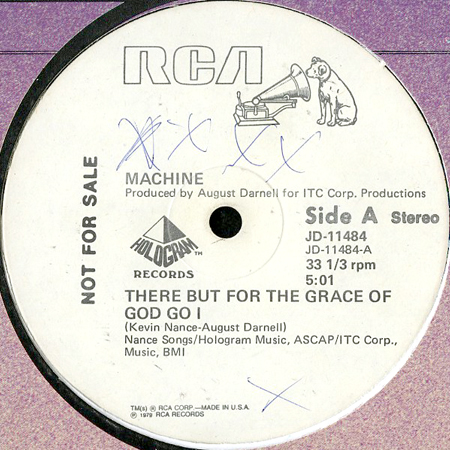 RCA
X X X X
MACHINE
Produced by August Darnell for ITC Corp. Productions
NOT FOR SALE
Side A Stereo
JD-11484
JD-11484-A
33 1/3 rpm
5:01
HOLOGRAM™
RECORDS
THERE BUT FOR THE GRACE OF
GOD GO I
(Kevin Nance-August Darnell)
Nance Songs/Hologram Music, ASCAP/ITC Corp.,
Music, BMI
X
TM(s) ® RCA CORP.—MADE IN U.S.A.
℗ 1979 RCA RECORDS